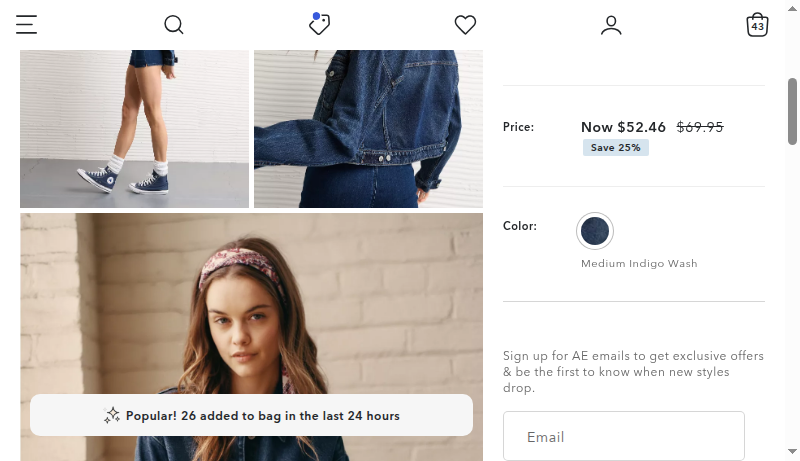 43
Price:
Now $52.46 $69.95
Save 25%
Color:
Medium Indigo Wash
Sign up for AE emails to get exclusive offers
& be the first to know when new styles
drop.
Popular! 26 added to bag in the last 24 hours
Email